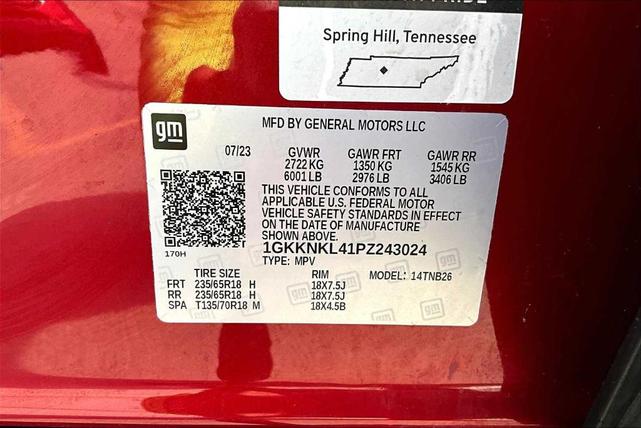 Spring Hill, Tennessee
gm
MFD BY GENERAL MOTORS LLC
07/23 GVWR GAWR FRT GAWR RR
2722 KG 1350 KG 1545 KG
6001 LB 2976 LB 3406 LB
THIS VEHICLE CONFORMS TO ALL
APPLICABLE U.S. FEDERAL MOTOR
VEHICLE SAFETY STANDARDS IN EFFECT
ON THE DATE OF MANUFACTURE
SHOWN ABOVE.
170H
1GKKNKL41PZ243024
TYPE: MPV
TIRE SIZE RIM MODEL: 14TNB26
FRT 235/65R18 H 18X7.5J
RR 235/65R18 H 18X7.5J
SPA T135/70R18 M 18X4.5B